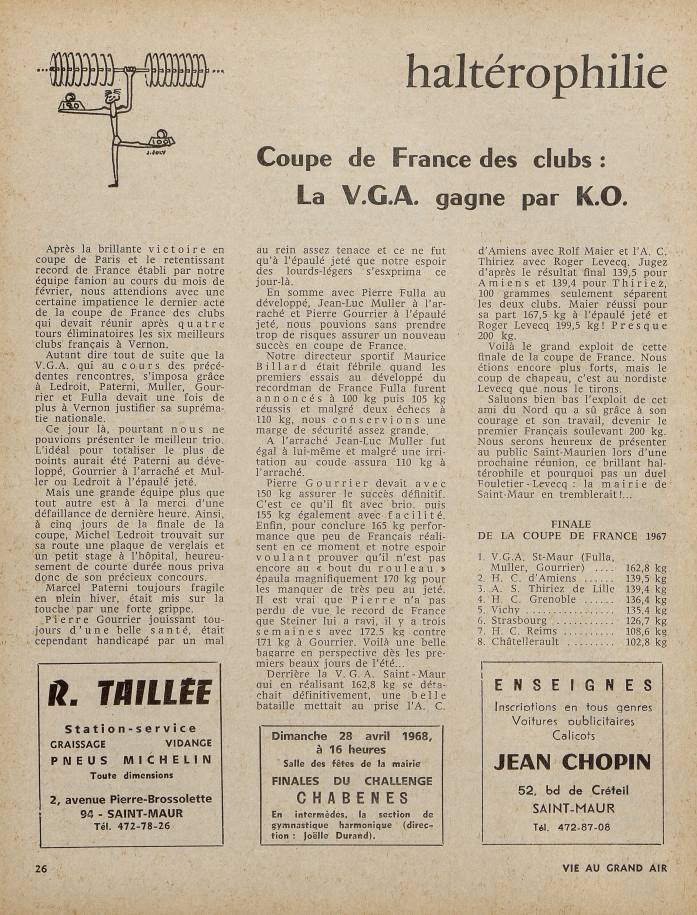 haltérophilie
Coupe de France des clubs :
La V.G.A. gagne par K.O.
Après la brillante victoire en
coupe de Paris et le retentissant
record de France établi par notre
équipe fanion au cours du mois de
février, nous attendions avec une
certaine impatience le dernier acte
de la coupe de France des clubs
qui devait réunir après quatre
tours éliminatoires les six meilleurs
clubs français à Vernon.
Autant dire tout de suite que la
V.G.A. qui au cours des précé-
dentes rencontres, s'imposa grâce
à Ledroit, Paterni, Muller, Gour-
rier et Fulla devait une fois de
plus à Vernon justifier sa supréma-
tie nationale.
Ce jour là, pourtant nous ne
pouvions présenter le meilleur trio.
L'idéal pour totaliser le plus de
points aurait été Paterni au déve-
loppé, Gourrier à l'arraché et Mul-
ler ou Ledroit à l'épaulé jeté.
Mais une grande équipe plus que
tout autre est à la merci d'une
défaillance de dernière heure. Ainsi,
à cinq jours de la finale de la
coupe, Michel Ledroit trouvait sur
sa route une plaque de verglais et
un petit stage à l'hôpital, heureu-
sement de courte durée nous priva
donc de son précieux concours.
Marcel Paterni toujours fragile
en plein hiver, était mis sur la
touche par une forte grippe.
Pierre Gourrier jouissant tou-
jours d'une belle santé, était
cependant handicapé par un mal
au rein assez tenace et ce ne fut
qu'à l'épaulé jeté que notre espoir
des lourds-légers s'esxprima ce
jour-là.
En somme avec Pierre Fulla au
développé, Jean-Luc Muller à l'ar-
raché et Pierre Gourrier à l'épaulé
jeté, nous pouvions sans prendre
trop de risques assurer un nouveau
succès en coupe de France.
Notre directeur sportif Maurice
Billard était fébrile quand les
premiers essais au développé du
recordman de France Fulla furent
annoncés à 100 kg puis 105 kg
réussis et malgré deux échecs à
110 kg, nous conservions une
marge de sécurité assez grande.
A l'arraché Jean-Luc Muller fut
égal à lui-même et malgré une irri-
tation au coude assura 110 kg à
l'arraché.
Pierre Gourrier devait avec
150 kg assurer le succès définitif.
C'est ce qu'il fit avec brio, puis
155 kg également avec facilité.
Enfin, pour conclure 165 kg perfor-
mance que peu de Français réali-
sent en ce moment et notre espoir
voulant prouver qu'il n'est pas
encore au « bout du rouleau »
épaula magnifiquement 170 kg pour
les manquer de très peu au jeté.
Il est vrai que Pierre n'a pas
perdu de vue le record de France
que Steiner lui a ravi, il y a trois
semaines avec 172.5 kg contre
171 kg à Gourrier. Voilà une belle
bagarre en perspective dès les pre-
miers beaux jours de l'été...
Derrière la V. G. A. Saint-Maur
qui en réalisant 162,8 kg se déta-
chait définitivement, une belle
bataille mettait au prise l'A. C.
d'Amiens avec Rolf Maier et l'A. C.
Thiriez avec Roger Levecq. Jugez
d'après le résultat final 139,5 pour
Amiens et 139,4 pour Thiriez,
100 grammes seulement séparent
les deux clubs. Maier réussi pour
sa part 167,5 kg à l'épaulé jeté et
Roger Levecq 199,5 kg ! Presque
200 kg.
Voilà le grand exploit de cette
finale de la coupe de France. Nous
étions encore plus forts, mais le
coup de chapeau, c'est au nordiste
Levecq que nous le tirons.
Saluons bien bas l'exploit de cet
ami du Nord qui a sû grâce à son
courage et son travail, devenir le
premier Français soulevant 200 kg.
Nous serons heureux de présenter
au public Saint-Maurien lors d'une
prochaine réunion, ce brillant hal-
térohile et pourquoi pas un duel
Fouletier-Levecq : la mairie de
Saint-Maur en tremblerait !...
FINALE
DE LA COUPE DE FRANCE 1967
1. V.G.A. St-Maur (Fulla,
Muller, Gourrier) .... 162,8 kg
2. H. C. d'Amiens ...... 139,5 kg
3. A. S. Thiriez de Lille 139,4 kg
4. H. C. Grenoble ...... 136,4 kg
5. Vichy ............... 135,4 kg
6. Strasbourg .......... 126,7 kg
7. H. C. Reims ......... 108,6 kg
8. Châtellerault ....... 102,8 kg
R. TAILLÉE
Station-service
GRAISSAGE VIDANGE
PNEUS MICHELIN
Toute dimensions
2, avenue Pierre-Brossolette
94 - SAINT-MAUR
Tél. 472-78-26
Dimanche 28 avril 1968,
à 16 heures
Salle des fêtes de la mairie
FINALES DU CHALLENGE
CHABENES
En intermèdes, la section de
gymnastique harmonique (direc-
tion : Joëlle Durand).
ENSEIGNES
Inscriptions en tous genres
Voitures publicitaires
Calicots
JEAN CHOPIN
52, bd de Créteil
SAINT-MAUR
Tél. 472-87-08
26
VIE AU GRAND AIR